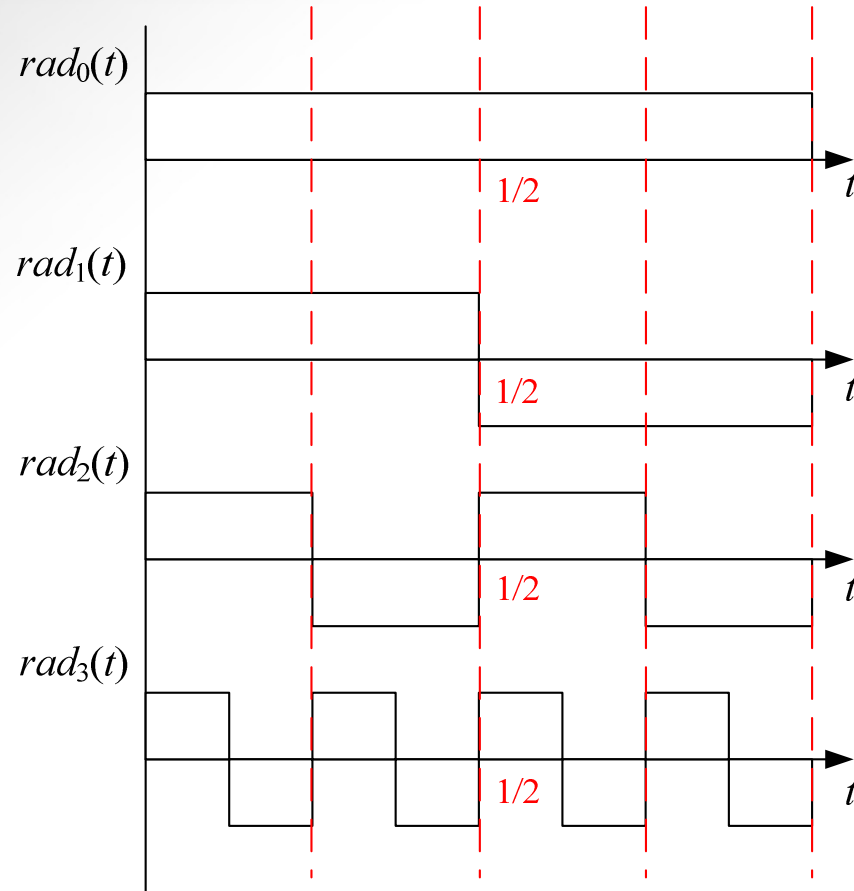 rad₀(t)
t
1/2
rad₁(t)
t
1/2
rad₂(t)
t
1/2
rad₃(t)
t
1/2